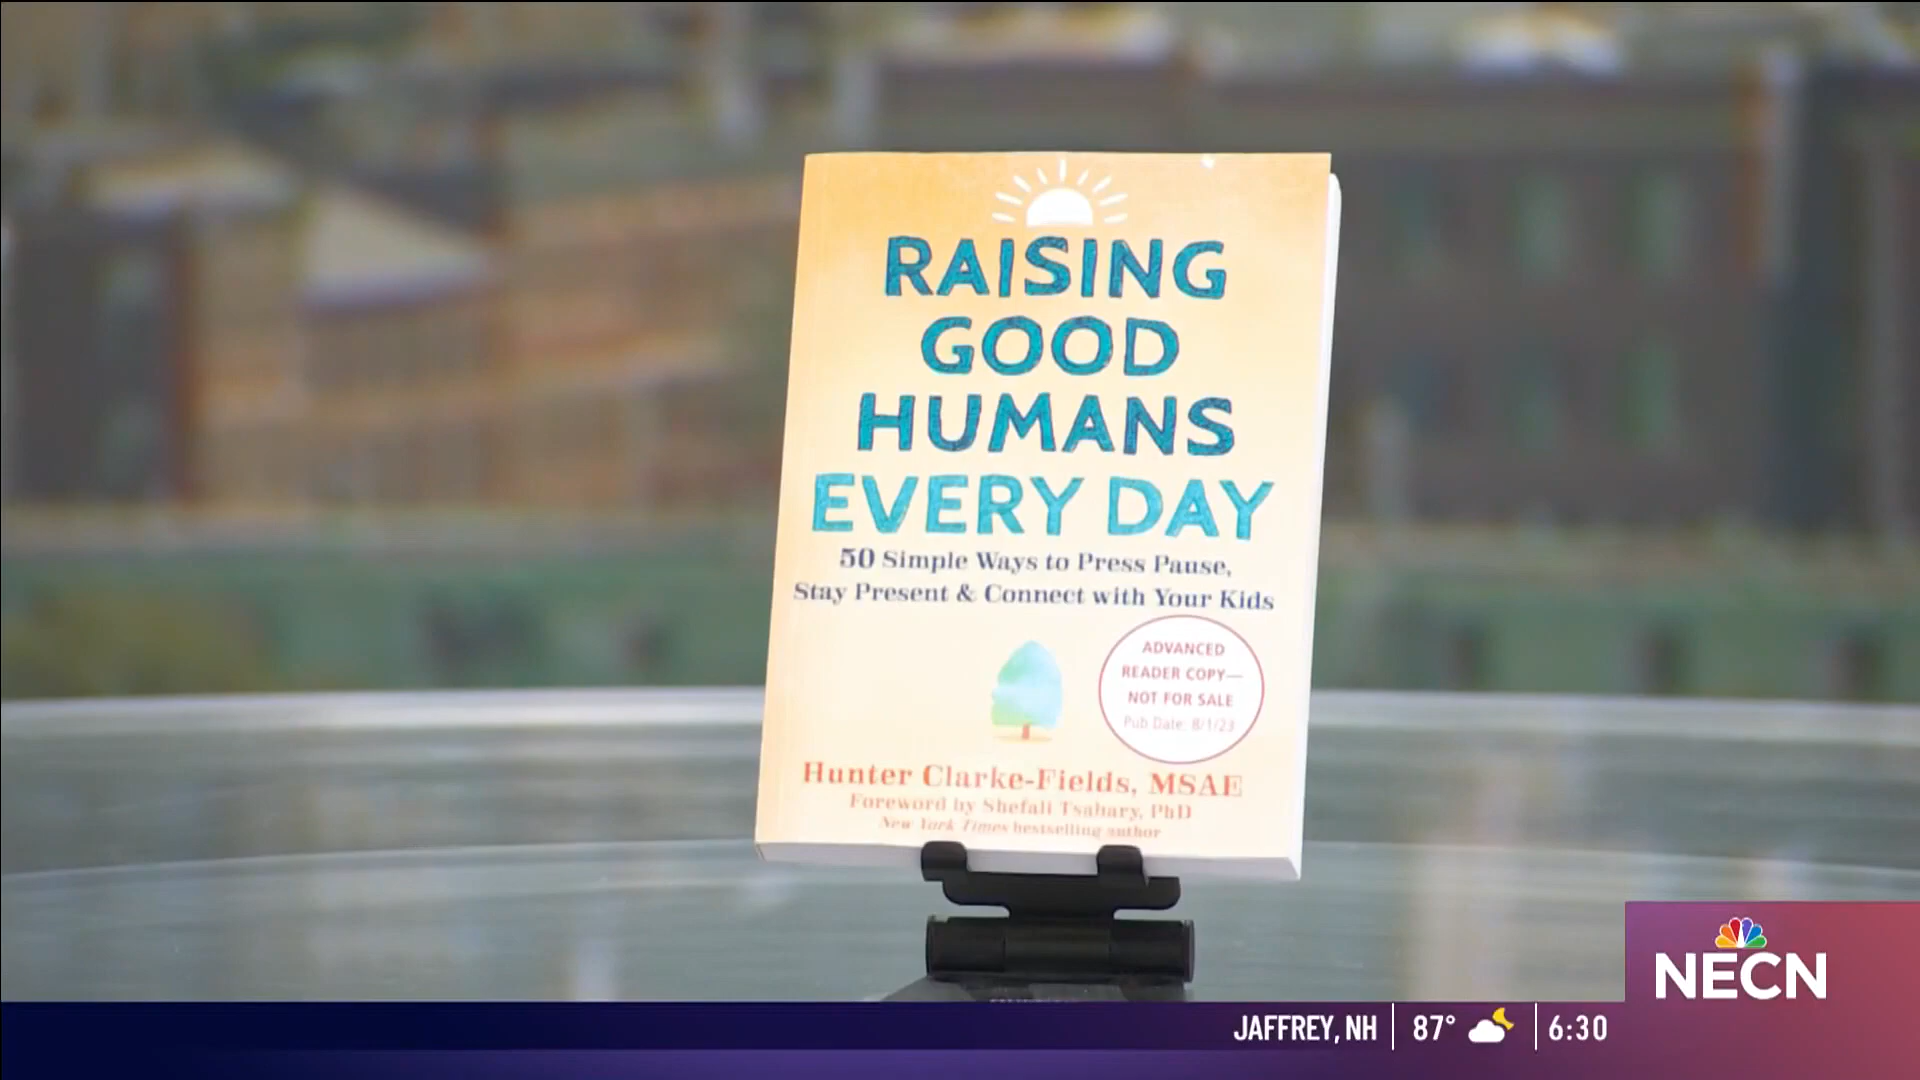 RAISING
GOOD
HUMANS
EVERY DAY
50 Simple Ways to Press Pause,
Stay Present & Connect with Your Kids
ADVANCED
READER COPY—
NOT FOR SALE
Pub Date: 8/1/23
Hunter Clarke-Fields, MSAE
Foreword by Shefali Tsabary, PhD
New York Times bestselling author
NECN
JAFFREY, NH 87° 6:30